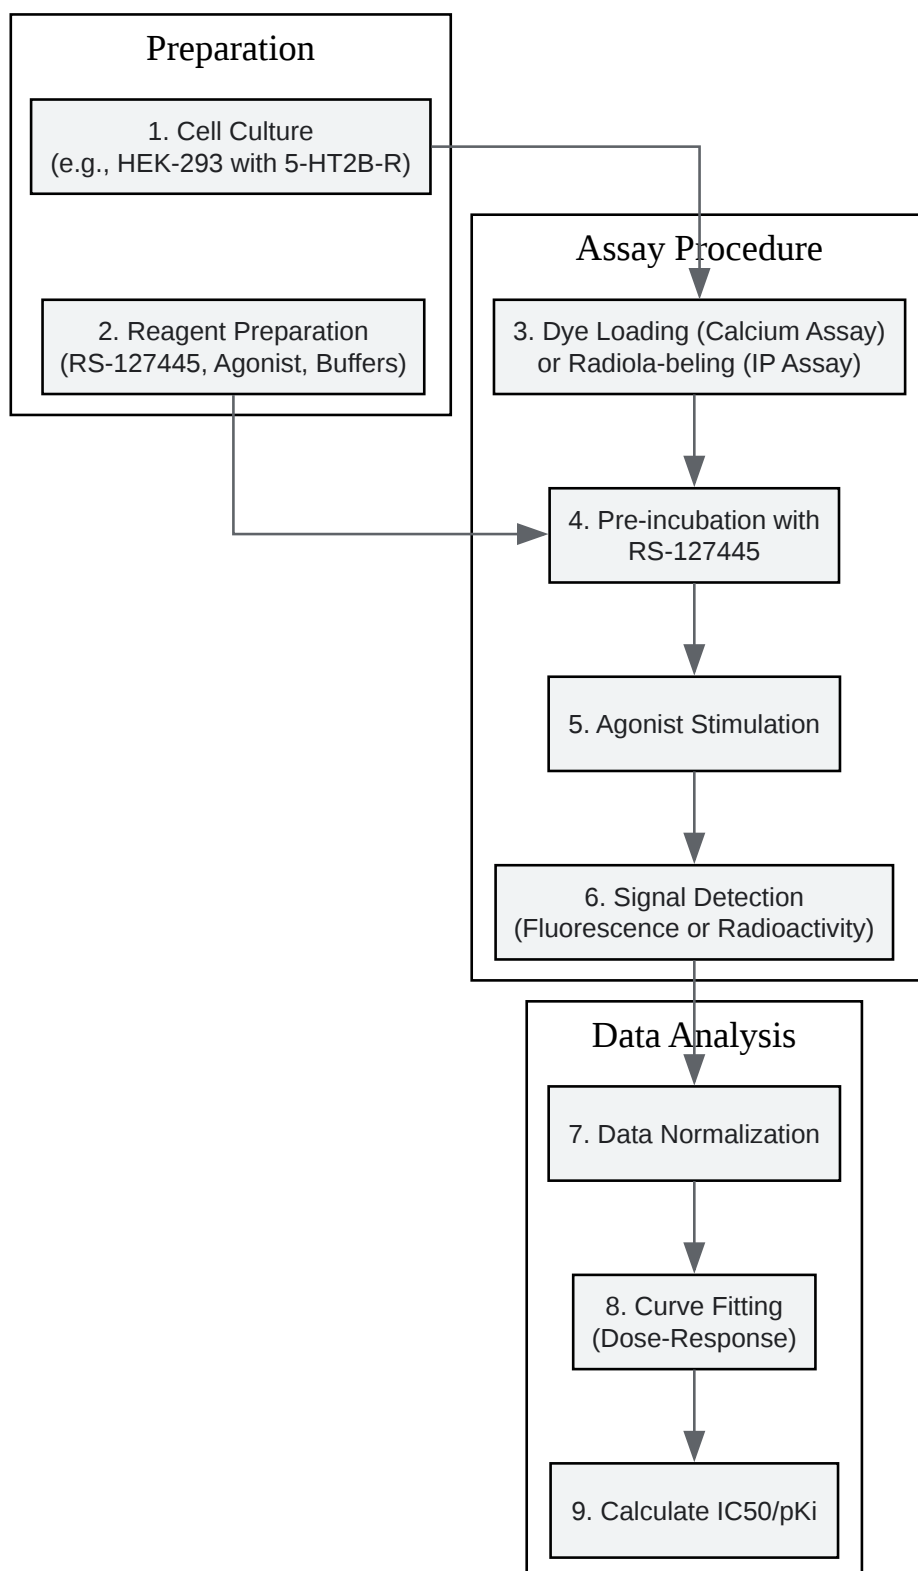 Preparation
1. Cell Culture
(e.g., HEK-293 with 5-HT2B-R)
2. Reagent Preparation
(RS-127445, Agonist, Buffers)
Assay Procedure
3. Dye Loading (Calcium Assay)
or Radiola-beling (IP Assay)
4. Pre-incubation with
RS-127445
5. Agonist Stimulation
6. Signal Detection
(Fluorescence or Radioactivity)
Data Analysis
7. Data Normalization
8. Curve Fitting
(Dose-Response)
9. Calculate IC50/pKi